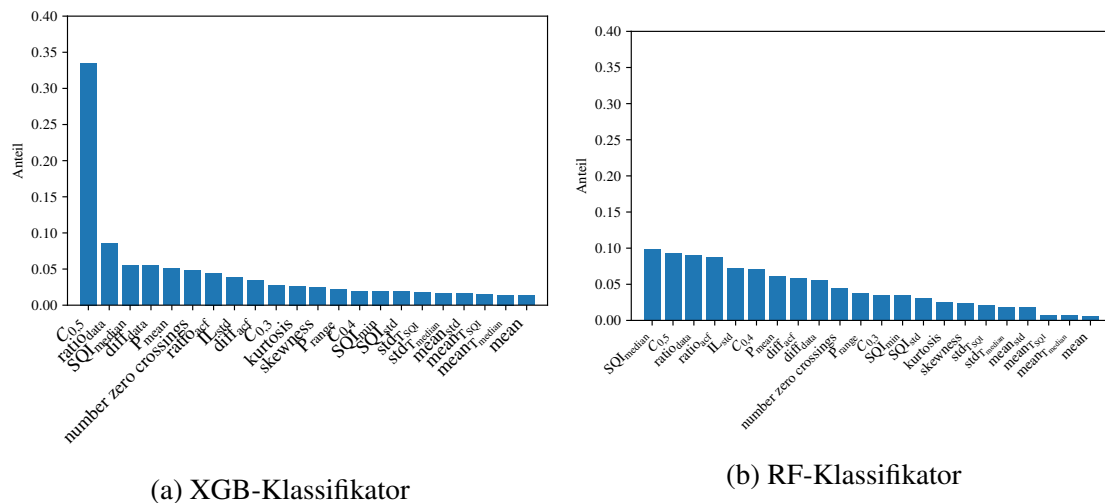 0.40
0.35
0.30
0.25
0.20
0.15
0.10
0.05
0.00
Anteil
C0,5
ratiodata
SQImedian
diffdata
Pmean
number zero crossings
ratioacf
ILstd
diffacf
C0,3
kurtosis
skewness
Prange
C0,4
SQImin
SQIstd
stdTSQI
stdTmedian
meanstd
meanTSQI
meanTmedian
mean
(a) XGB-Klassifikator
0.40
0.35
0.30
0.25
0.20
0.15
0.10
0.05
0.00
Anteil
SQImedian
C0,5
ratiodata
ratioacf
ILstd
C0,4
Pmean
diffacf
diffdata
number zero crossings
Prange
C0,3
SQImin
SQIstd
kurtosis
skewness
stdTSQI
stdTmedian
meanstd
meanTSQI
meanTmedian
mean
(b) RF-Klassifikator